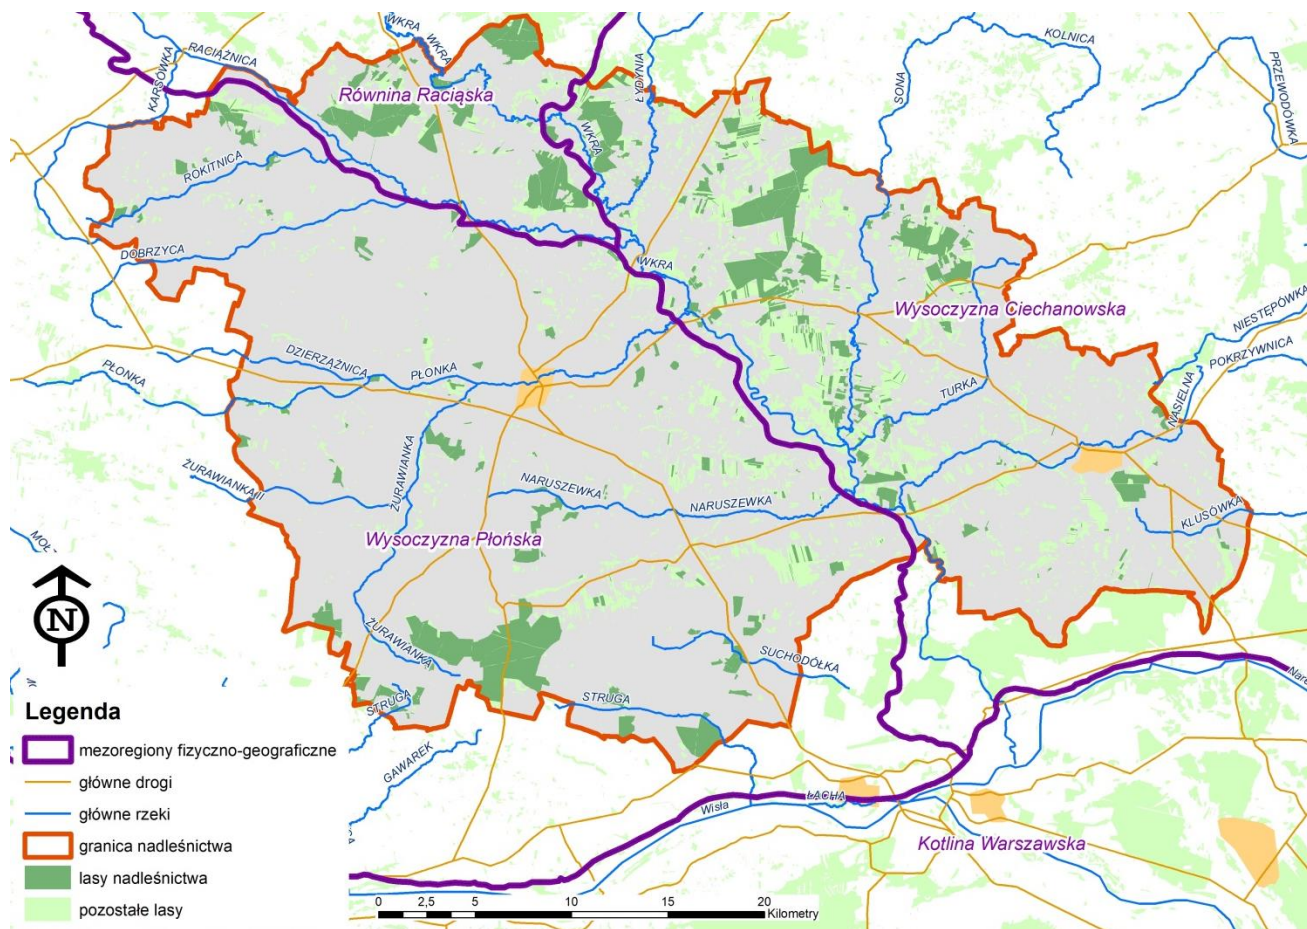 WKRA
WKRA
KOLNICA
RACIĄŻNICA
KARSÓWKA
ŁYDYNIA
SONA
PRZEWODÓWKA
Równina Raciąska
WKRA
ROKITNICA
DOBRZYCA
WKRA
Wysoczyzna Ciechanowska
NIESTĘPÓWKA
POKRZYWNICA
DZIERZĄŻNICA
PŁONKA
PŁONKA
TURKA
NASIELNA
ŻURAWIANKA
ŻURAWIANKA II
NARUSZEWKA
NARUSZEWKA
KLUSÓWKA
Wysoczyzna Płońska
N
ŻURAWIANKA
SUCHODÓŁKA
STRUGA
STRUGA
GAWAREK
Wisła
ŁACHA
Kotlina Warszawska
Legenda
mezoregiony fizyczno-geograficzne
główne drogi
główne rzeki
granica nadleśnictwa
lasy nadleśnictwa
pozostałe lasy
0 2,5 5 10 15 20
Kilometry